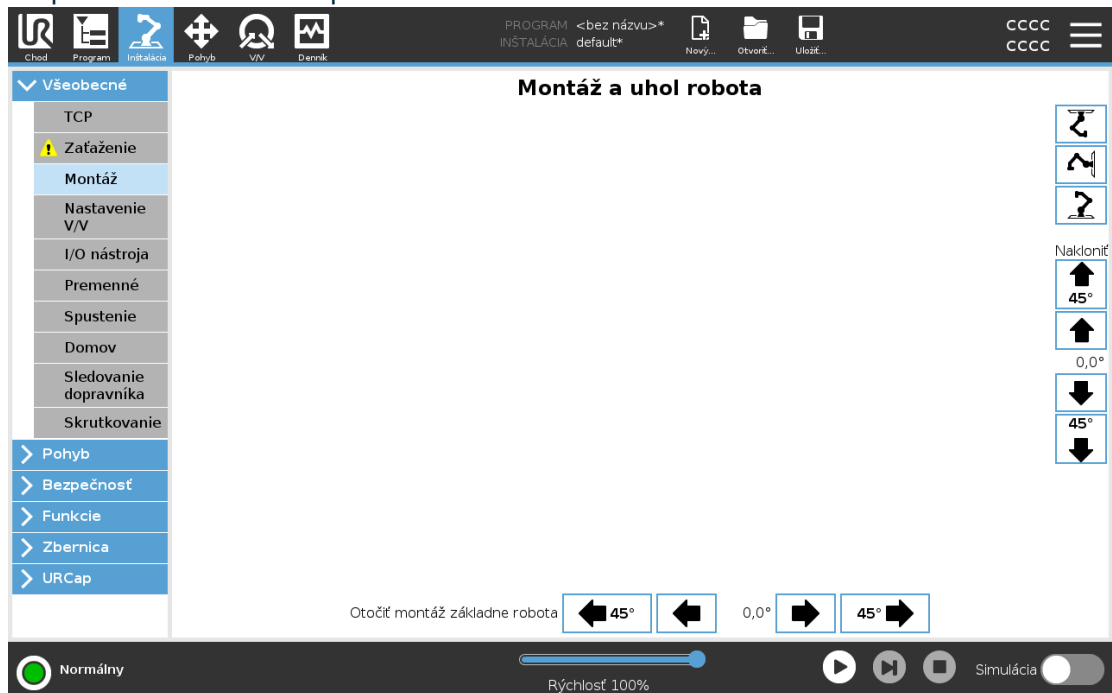 PROGRAM <bez názvu>*
INŠTALÁCIA default*
CCCC
CCCC
Chod Program Inštalácia Pohyb V/V Denník Nový... Otvoriť... Uložiť...
Všeobecné
TCP
Zaťaženie
Montáž
Nastavenie
V/V
I/O nástroja
Premenné
Spustenie
Domov
Sledovanie
dopravníka
Skrutkovanie
Pohyb
Bezpečnosť
Funkcie
Zbernica
URCap
Montáž a uhol robota
Nakloniť
45°
0,0°
45°
Otočiť montáž základne robota 45° 0,0° 45°
Normálny
Rýchlosť 100%
Simulácia